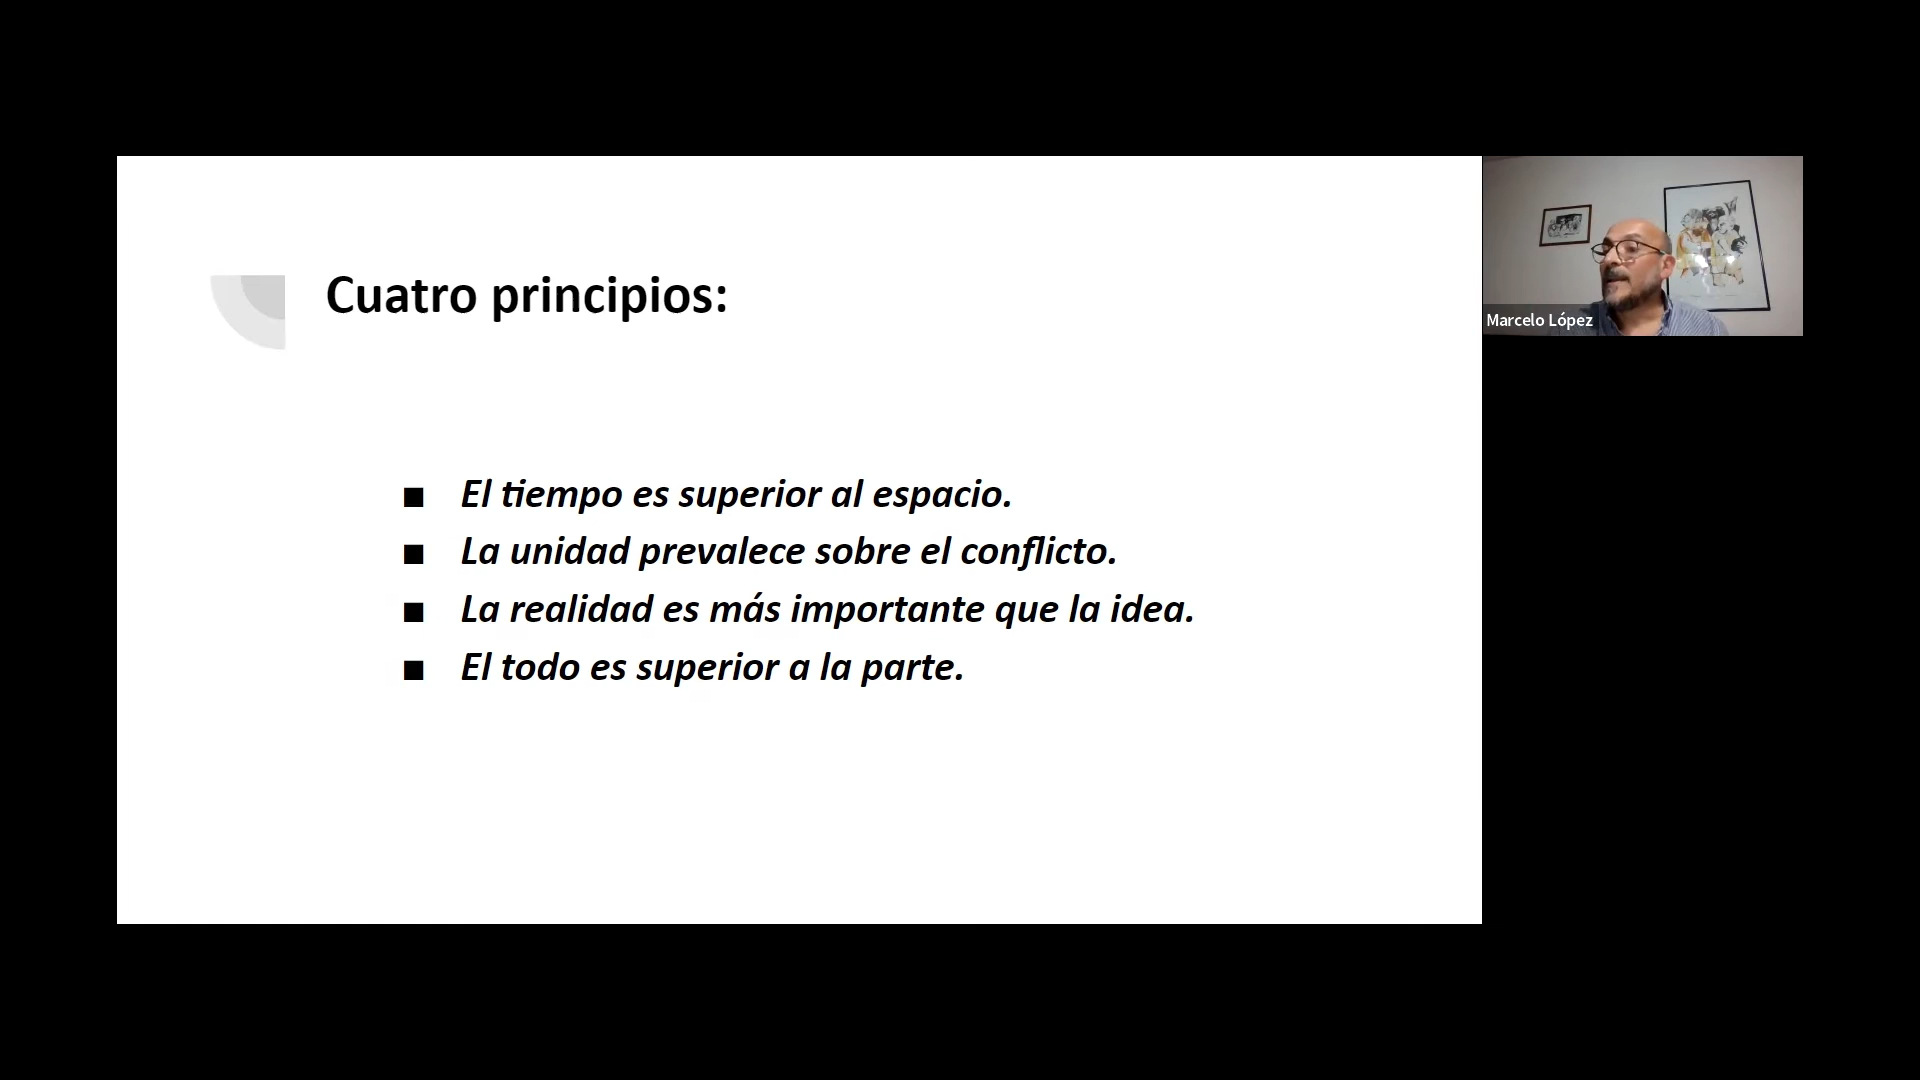 Cuatro principios:
■ El tiempo es superior al espacio.
■ La unidad prevalece sobre el conflicto.
■ La realidad es más importante que la idea.
■ El todo es superior a la parte.
Marcelo López